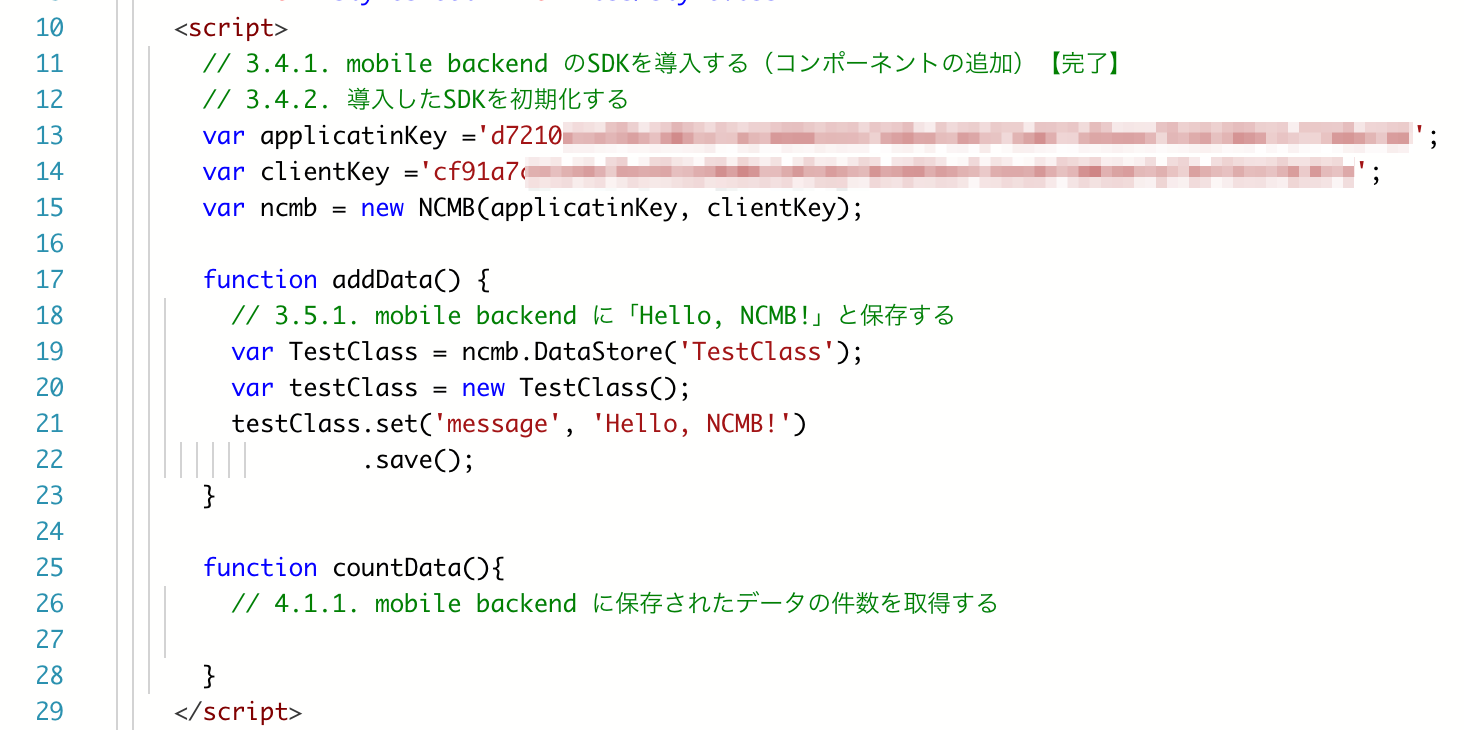 10 <script>
11 // 3.4.1. mobile backend のSDKを導入する（コンポーネントの追加）【完了】
12 // 3.4.2. 導入したSDKを初期化する
13 var applicatinKey ='d7210 ';
14 var clientKey ='cf91a7 ';
15 var ncmb = new NCMB(applicatinKey, clientKey);
16
17 function addData() {
18 // 3.5.1. mobile backend に「Hello, NCMB!」と保存する
19 var TestClass = ncmb.DataStore('TestClass');
20 var testClass = new TestClass();
21 testClass.set('message', 'Hello, NCMB!')
22 .save();
23 }
24
25 function countData(){
26 // 4.1.1. mobile backend に保存されたデータの件数を取得する
27
28 }
29 </script>